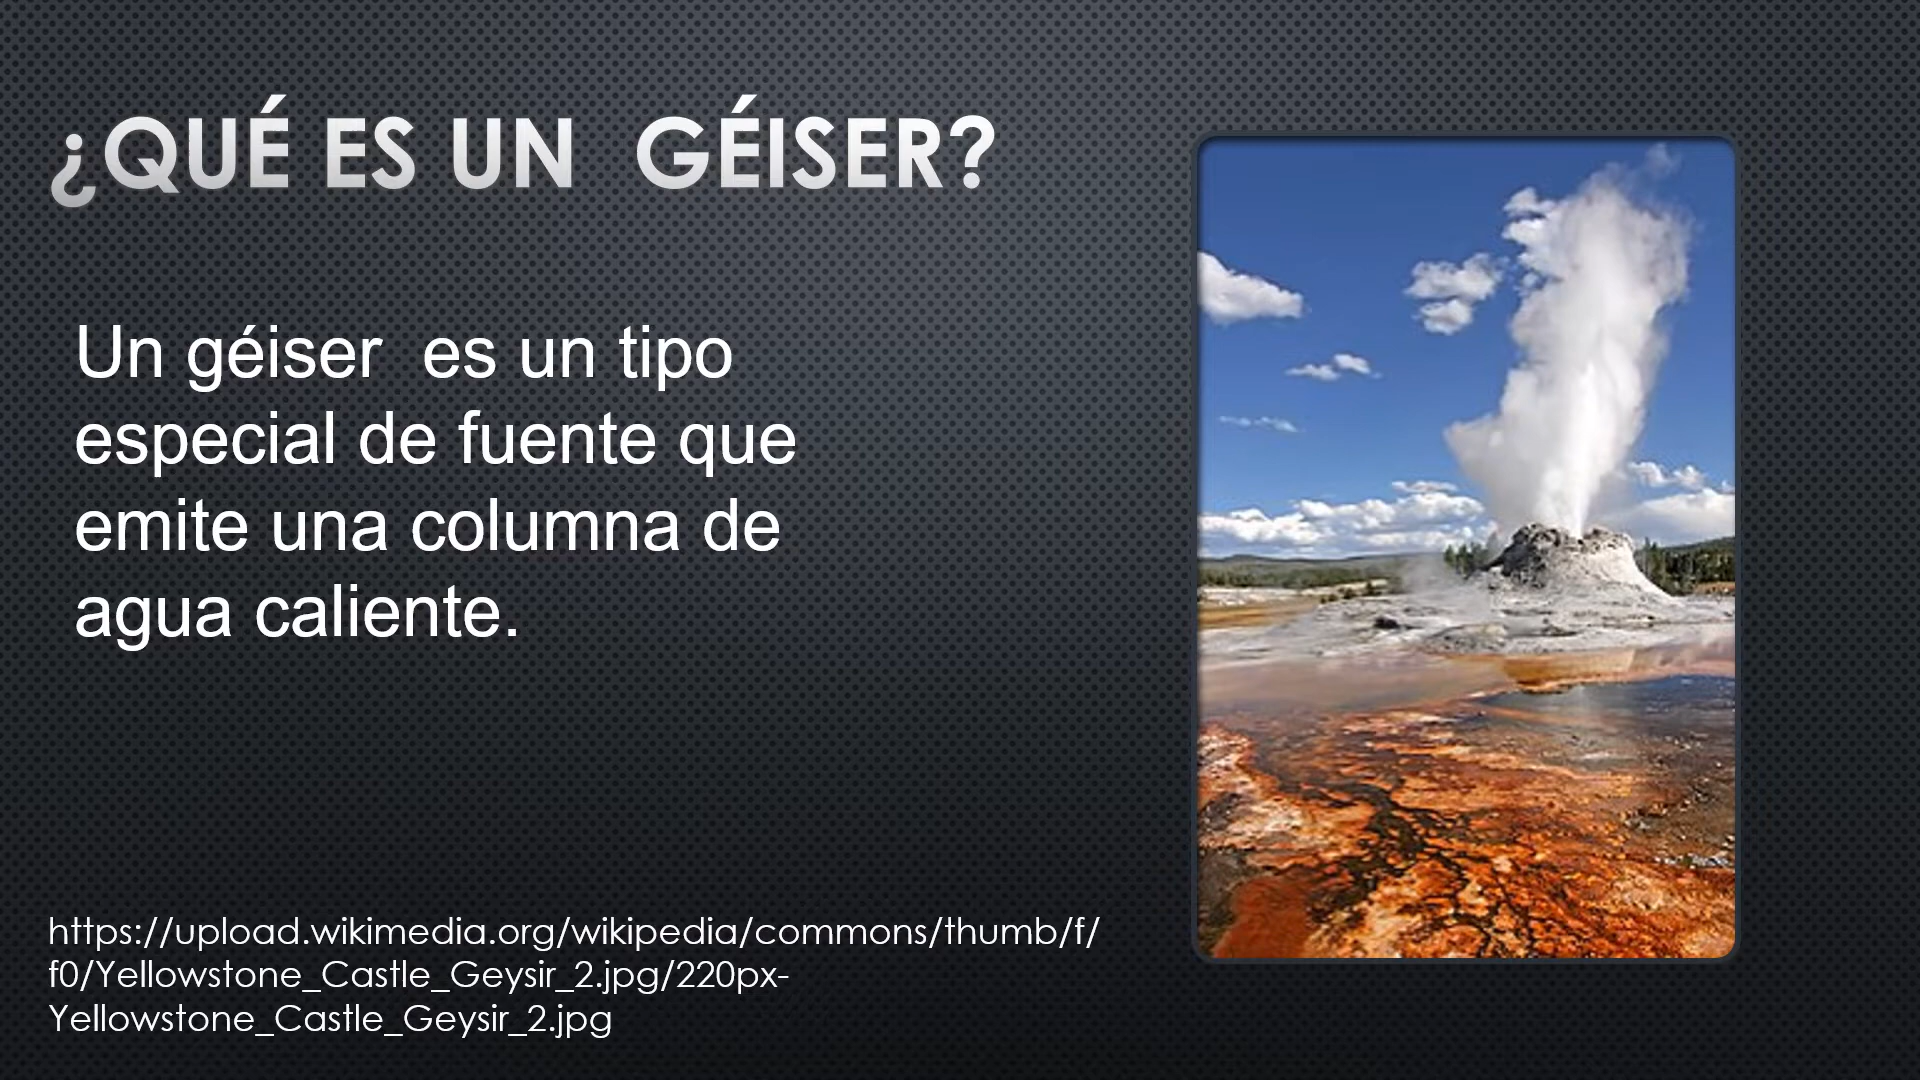 ¿QUÉ ES UN  GÉISER?
Un géiser  es un tipo
especial de fuente que
emite una columna de
agua caliente.
https://upload.wikimedia.org/wikipedia/commons/thumb/f/
f0/Yellowstone_Castle_Geysir_2.jpg/220px-
Yellowstone_Castle_Geysir_2.jpg